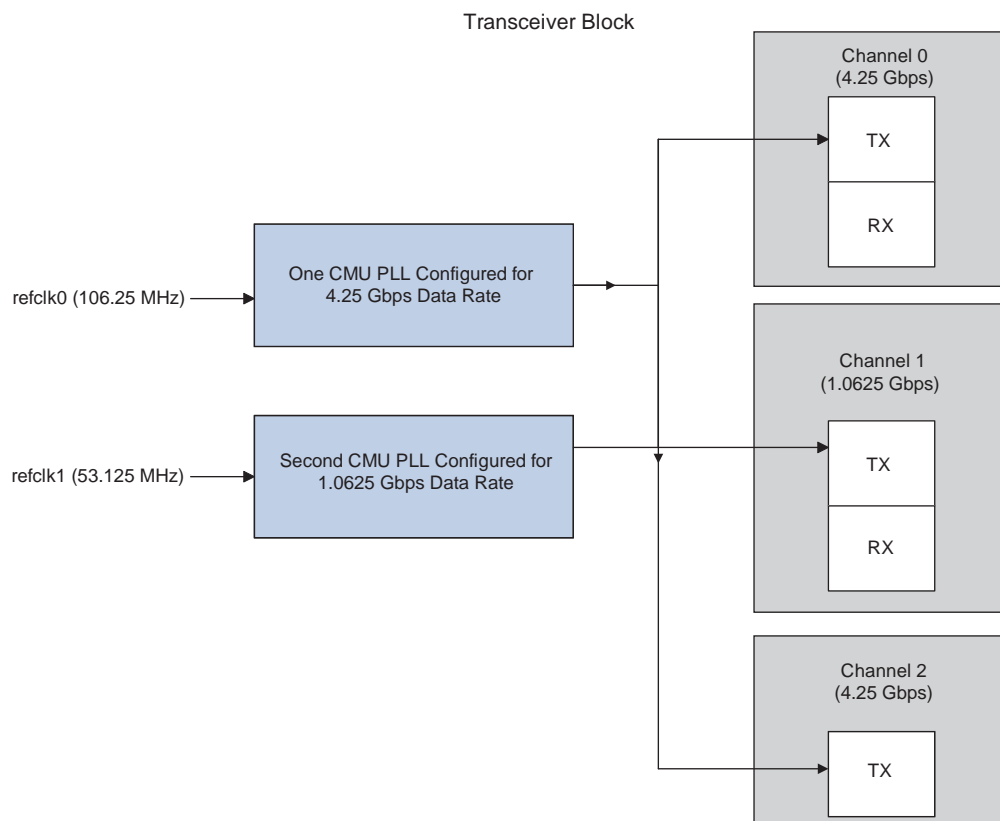 Transceiver Block
Channel 0
(4.25 Gbps)
TX
RX
One CMU PLL Configured for
4.25 Gbps Data Rate
refclk0 (106.25 MHz)
Channel 1
(1.0625 Gbps)
TX
RX
Second CMU PLL Configured for
1.0625 Gbps Data Rate
refclk1 (53.125 MHz)
Channel 2
(4.25 Gbps)
TX